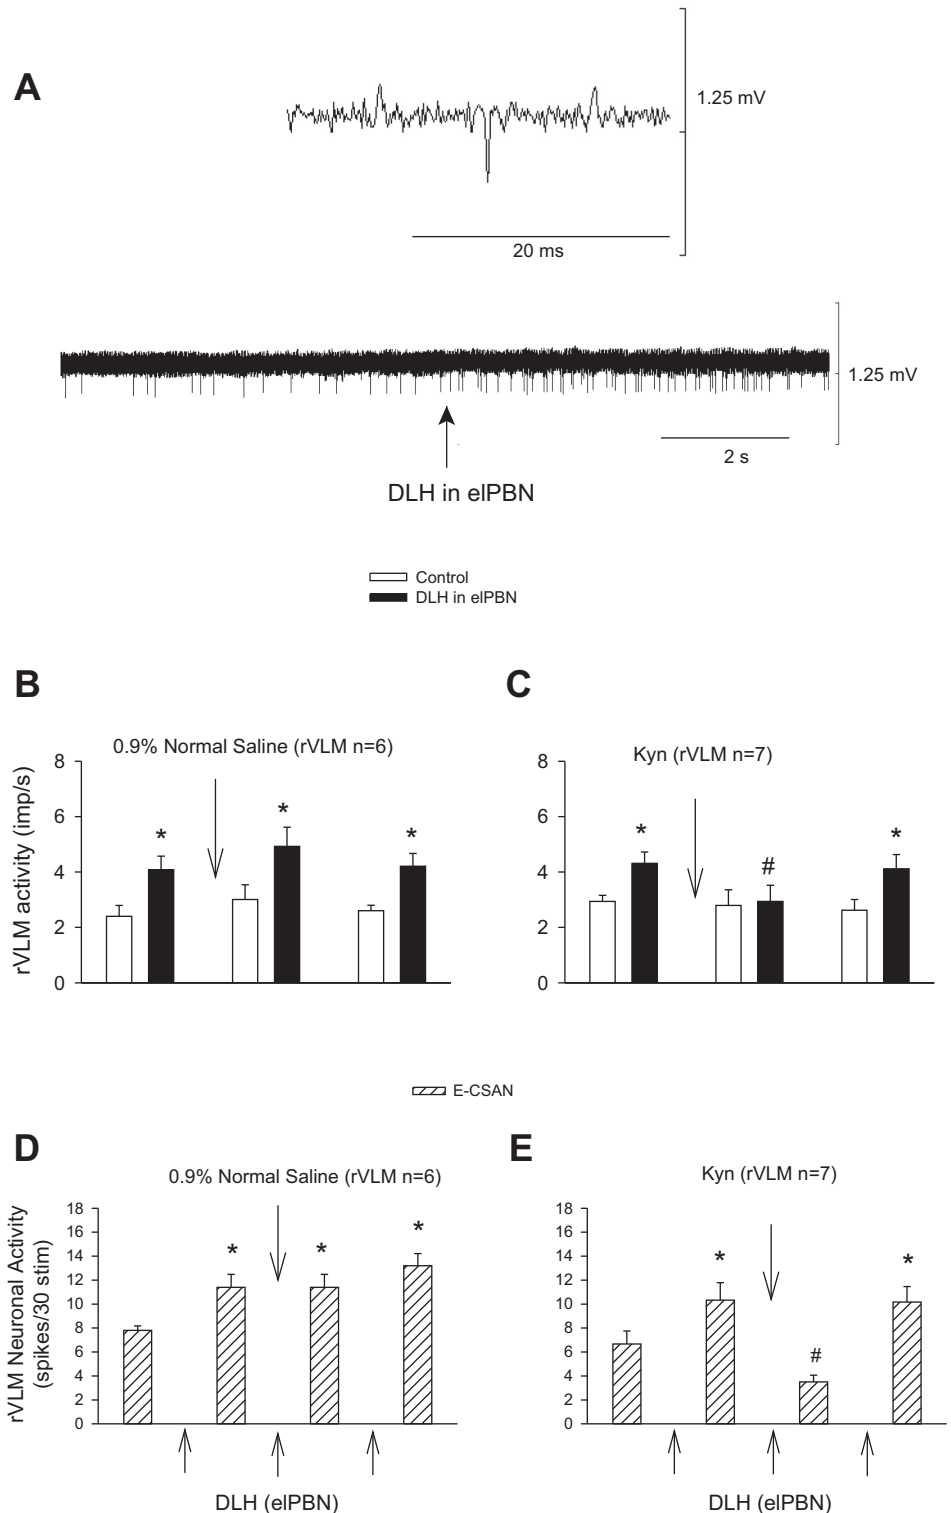 A
1.25 mV
20 ms
1.25 mV
2 s
DLH in elPBN
Control
DLH in elPBN
B
C
0.9% Normal Saline (rVLM n=6)
Kyn (rVLM n=7)
rVLM activity (imp/s)
8
6
4
2
0
*
*
*
8
6
4
2
0
*
#
*
E-CSAN
D
E
0.9% Normal Saline (rVLM n=6)
Kyn (rVLM n=7)
rVLM Neuronal Activity
(spikes/30 stim)
18
16
14
12
10
8
6
4
2
0
*
*
*
18
16
14
12
10
8
6
4
2
0
*
#
*
DLH (elPBN)
DLH (elPBN)